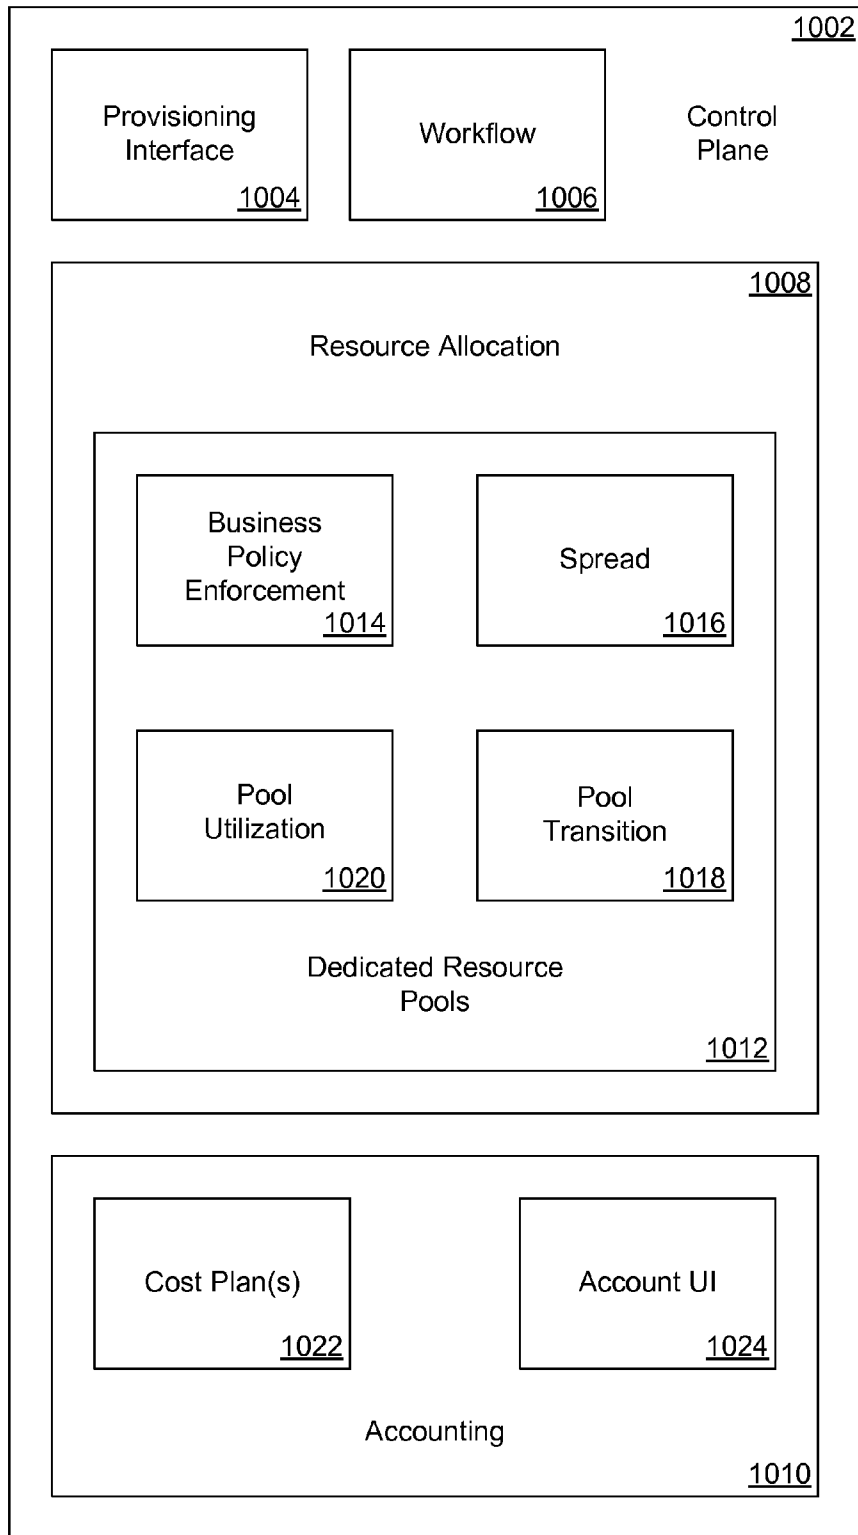 1002
Provisioning
Interface
1004
Workflow
1006
Control
Plane
1008
Resource Allocation
Business
Policy
Enforcement
1014
Spread
1016
Pool
Utilization
1020
Pool
Transition
1018
Dedicated Resource
Pools
1012
Cost Plan(s)
1022
Account UI
1024
Accounting
1010